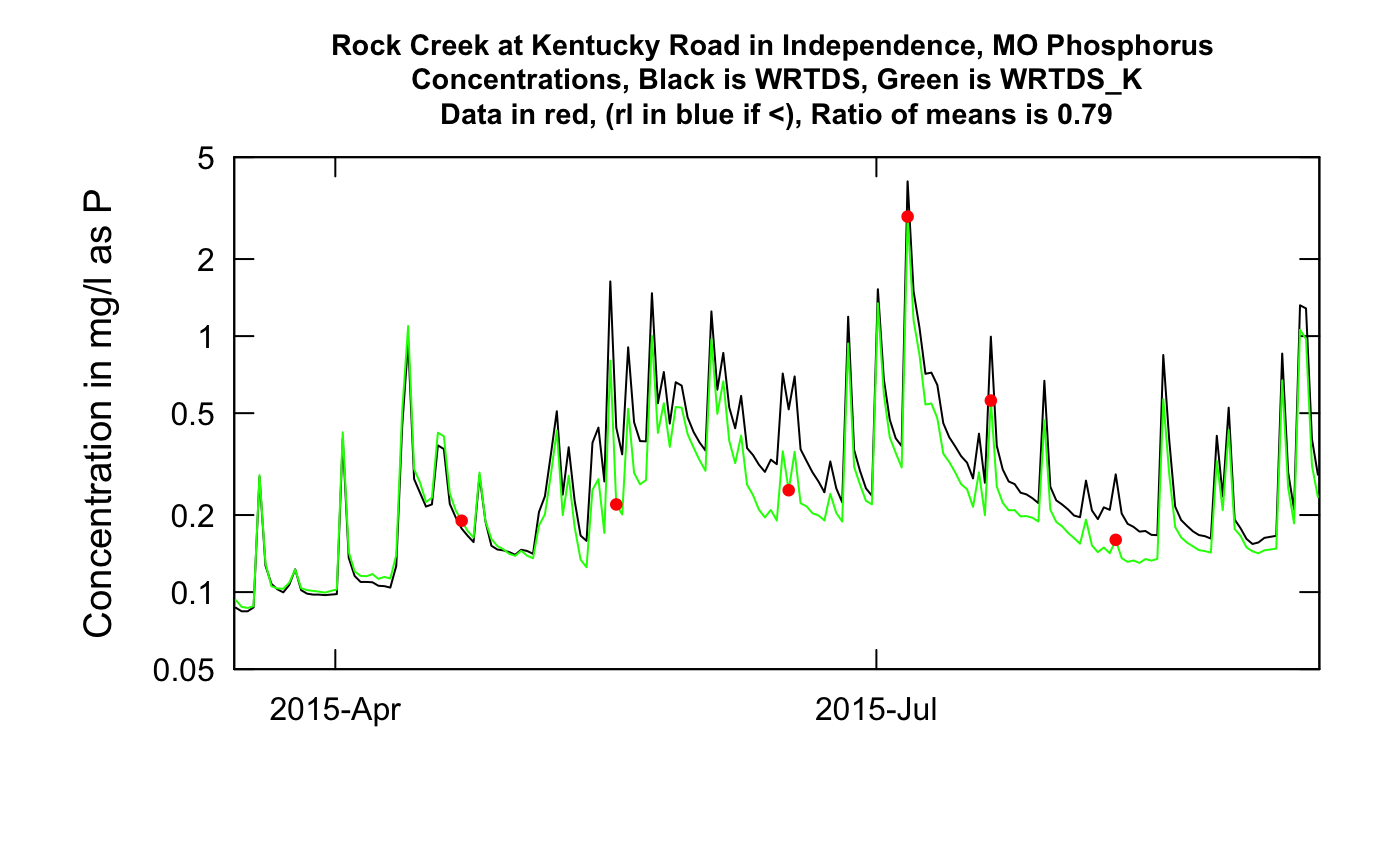 Rock Creek at Kentucky Road in Independence, MO Phosphorus
Concentrations, Black is WRTDS, Green is WRTDS_K
Data in red, (rl in blue if <), Ratio of means is 0.79
Concentration in mg/l as P
5
2
1
0.5
0.2
0.1
0.05
2015-Apr
2015-Jul